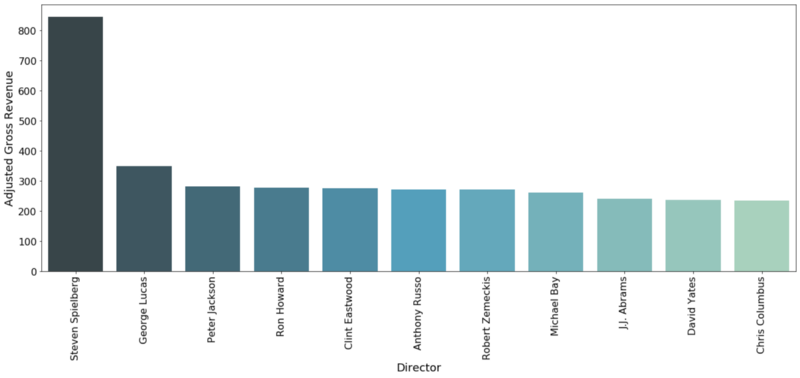 Adjusted Gross Revenue
800
700
600
500
400
300
200
100
0
Steven Spielberg
George Lucas
Peter Jackson
Ron Howard
Clint Eastwood
Anthony Russo
Robert Zemeckis
Michael Bay
J.J. Abrams
David Yates
Chris Columbus
Director